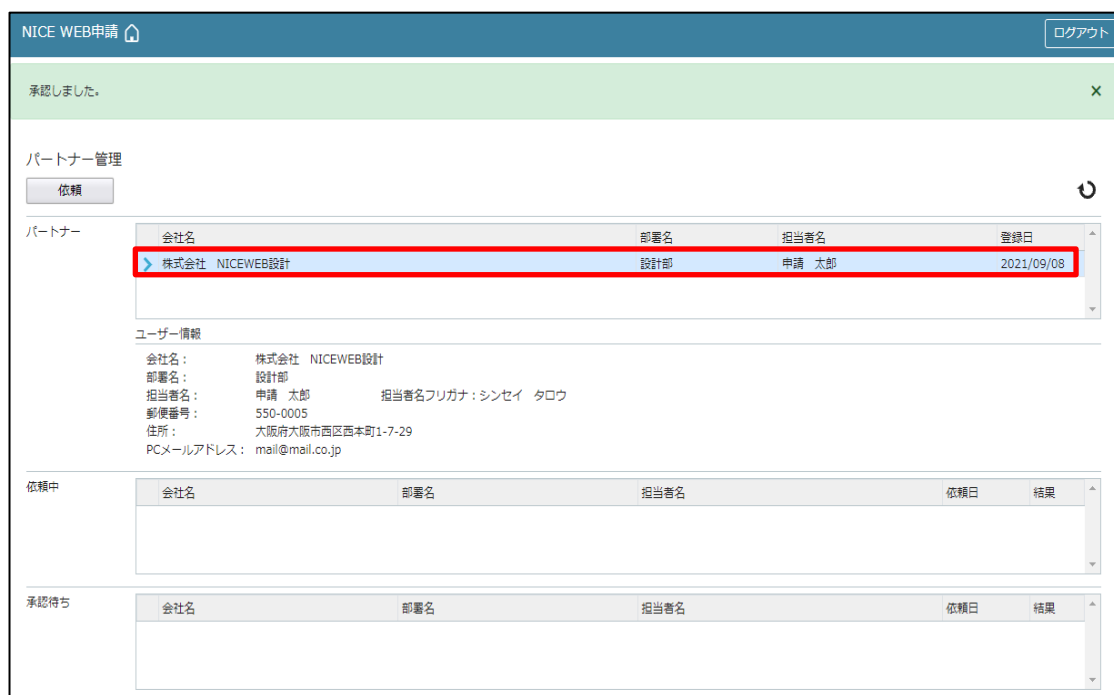 NICE WEB申請
ログアウト
承認しました。
×
パートナー管理
依頼
パートナー
会社名 部署名 担当者名 登録日
株式会社 NICEWEB設計 設計部 申請 太郎 2021/09/08
ユーザー情報
会社名: 株式会社 NICEWEB設計
部署名: 設計部
担当者名: 申請 太郎 担当者名フリガナ:シンセイ タロウ
郵便番号: 550-0005
住所: 大阪府大阪市西区西本町1-7-29
PCメールアドレス: mail@mail.co.jp
依頼中
会社名 部署名 担当者名 依頼日 結果
承認待ち
会社名 部署名 担当者名 依頼日 結果